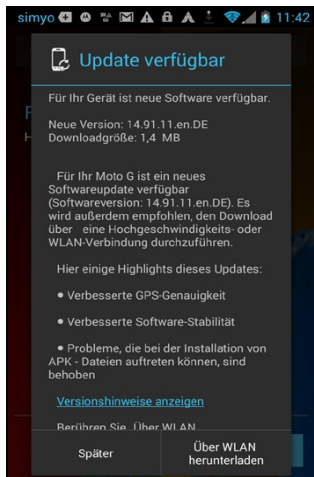 simyo 11:42
Update verfügbar
Für Ihr Gerät ist neue Software verfügbar.
Neue Version: 14.91.11.en.DE
Downloadgröße: 1,4 MB
Für Ihr Moto G ist ein neues
Softwareupdate verfügbar
(Softwareversion: 14.91.11.en.DE). Es
wird außerdem empfohlen, den Download
über eine Hochgeschwindigkeits- oder
WLAN-Verbindung durchzuführen.
Hier einige Highlights dieses Updates:
• Verbesserte GPS-Genauigkeit
• Verbesserte Software-Stabilität
• Probleme, die bei der Installation von
APK - Dateien auftreten können, sind
behoben
Versionshinweise anzeigen
Berühren Sie „Über WLAN
Später
Über WLAN
herunterladen